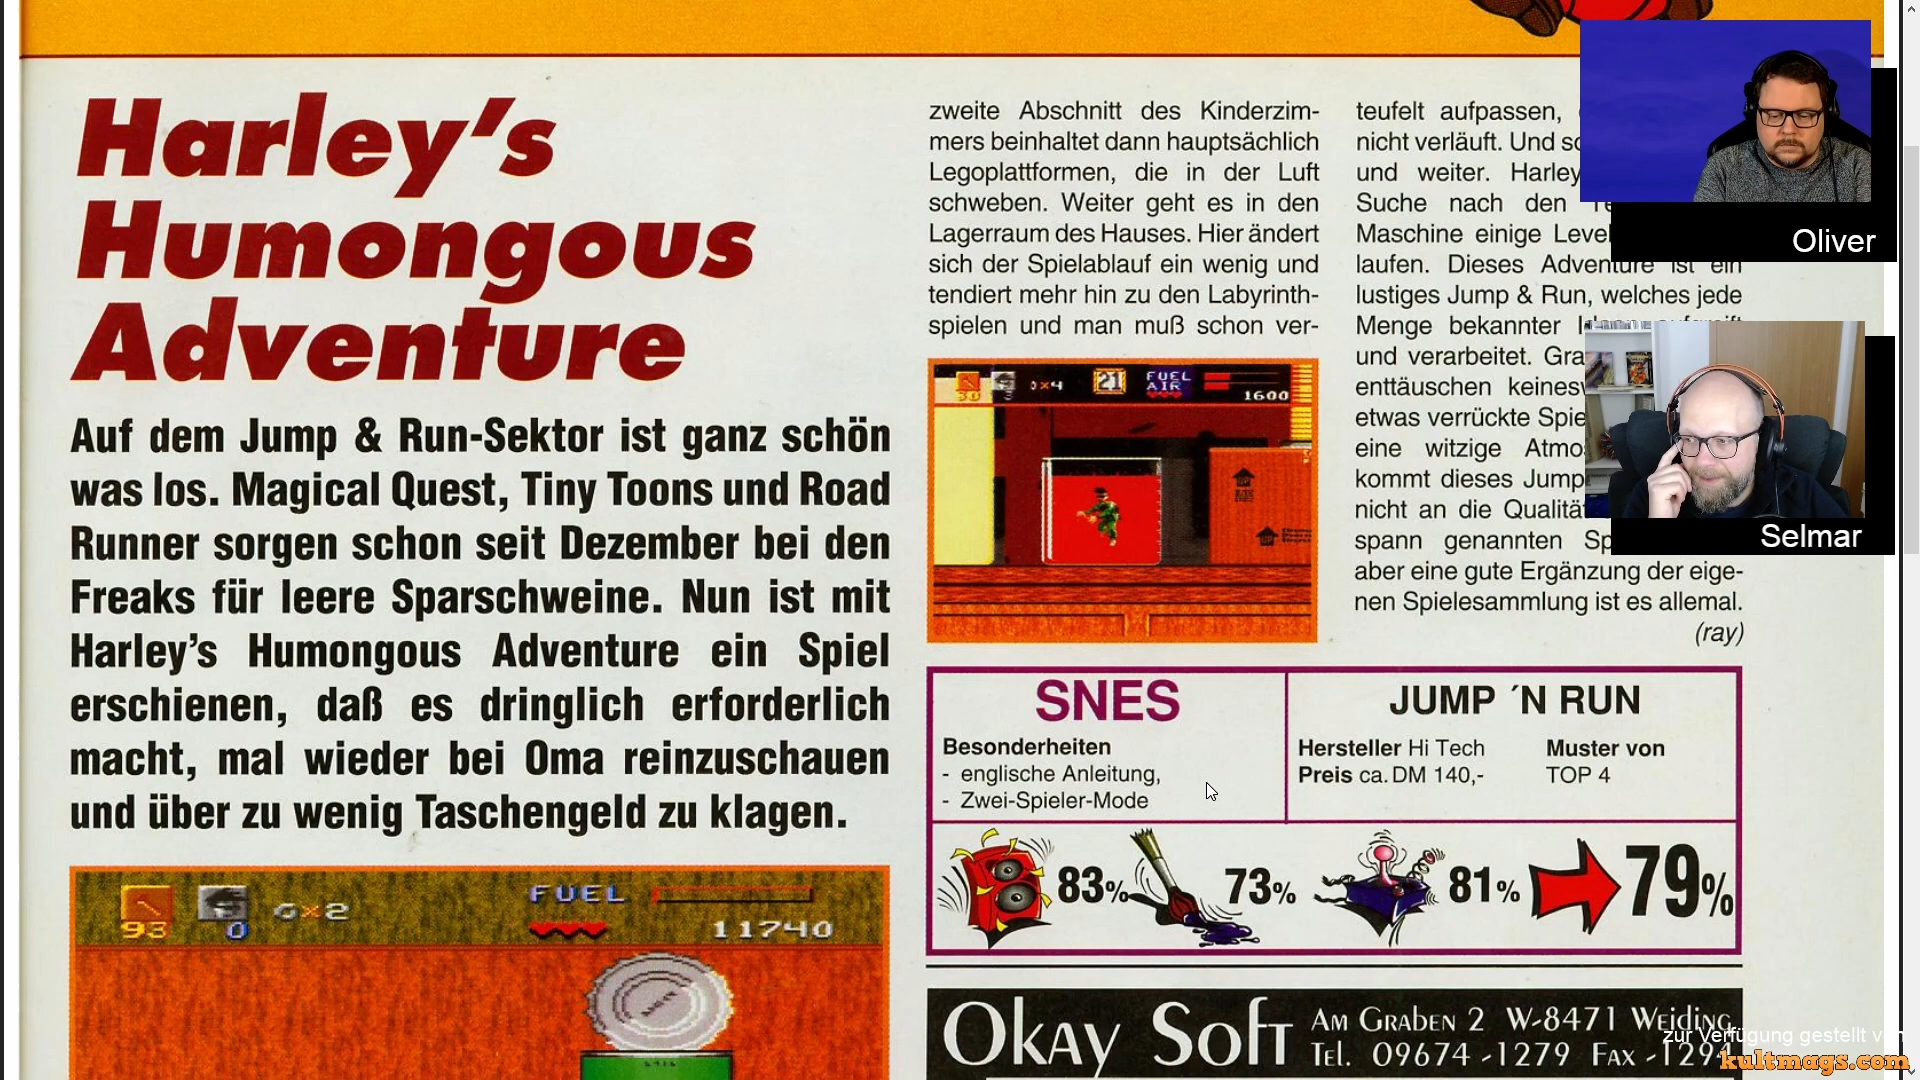 Harley's
Humongous
Adventure
Auf dem Jump & Run-Sektor ist ganz schön
was los. Magical Quest, Tiny Toons und Road
Runner sorgen schon seit Dezember bei den
Freaks für leere Sparschweine. Nun ist mit
Harley's Humongous Adventure ein Spiel
erschienen, daß es dringlich erforderlich
macht, mal wieder bei Oma reinzuschauen
und über zu wenig Taschengeld zu klagen.
93 0 0×2 FUEL
11740
zweite Abschnitt des Kinderzim-
mers beinhaltet dann hauptsächlich
Legoplattformen, die in der Luft
schweben. Weiter geht es in den
Lagerraum des Hauses. Hier ändert
sich der Spielablauf ein wenig und
tendiert mehr hin zu den Labyrinth-
spielen und man muß schon ver-
30 3 0×4 21 FUEL
AIR
1600
UP
teufelt aufpassen,
nicht verläuft. Und
und weiter. Harley
Suche nach den
Maschine einige Level
laufen. Dieses Adventure ist ein
lustiges Jump & Run, welches jede
Menge bekannter
und verarbeitet.
enttäuschen
etwas verrückte
eine witzige
kommt dieses Jump
nicht an die
spann genannten
aber eine gute Ergänzung der eige-
nen Spielesammlung ist es allemal.
(ray)
Oliver
Selmar
SNES
Besonderheiten
- englische Anleitung,
- Zwei-Spieler-Mode
JUMP ´N RUN
Hersteller Hi Tech
Preis ca. DM 140,-
Muster von
TOP 4
83% 73% 81% 79%
Okay Soft
Am Graben 2 W-8471 Weiding
Tel. 09674-1279 Fax -1294
zur Verfügung gestellt von
kultmags.com